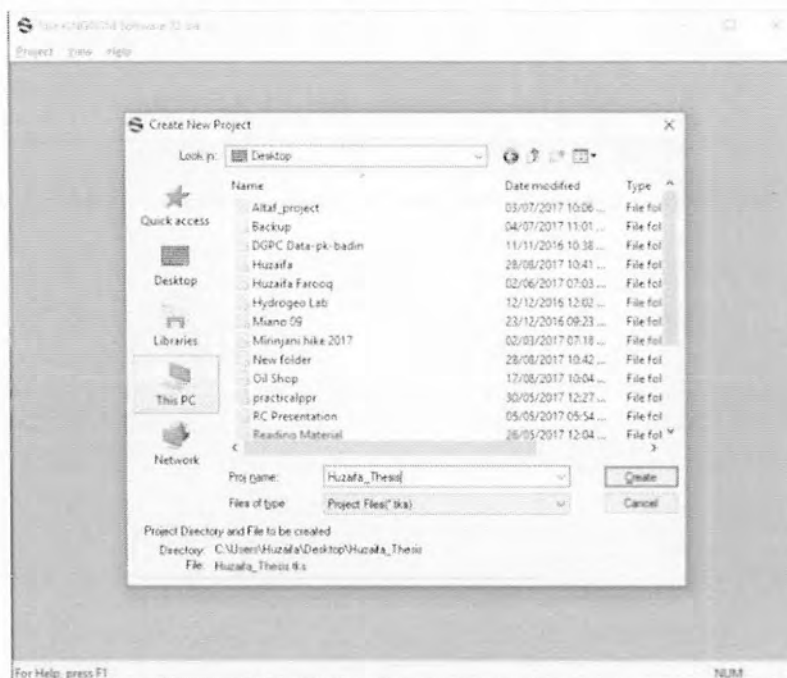 The KINGDOM Software 32-bit
Project View Help
Create New Project
Look in: Desktop
Name Date modified Type
Quick access
Desktop
Libraries
This PC
Network
Altaf_project 03/07/2017 10:06 ... File fol
Backup 04/07/2017 11:01 ... File fol
DGPC Data-pk-badin 11/11/2016 10:38 ... File fol
Huzaifa 28/08/2017 10:41 ... File fol
Huzaifa Farooq 02/06/2017 07:03 ... File fol
Hydrogeo Lab 12/12/2016 12:02 ... File fol
Miano 09 23/12/2016 09:23 ... File fol
Mirinjani hike 2017 02/03/2017 07:18 ... File fol
New folder 28/08/2017 10:42 ... File fol
Oil Shop 17/08/2017 10:04 ... File fol
practicalppr 30/05/2017 12:27 ... File fol
RC Presentation 05/05/2017 05:54 ... File fol
Reading Material 26/05/2017 12:04 ... File fol
Proj name: Huzaifa_Thesis Create
Files of type Project Files(*.tks) Cancel
Project Directory and File to be created
Directory: C:\Users\Huzaifa\Desktop\Huzaifa_Thesis
File: Huzaifa_Thesis.tks
For Help, press F1 NUM